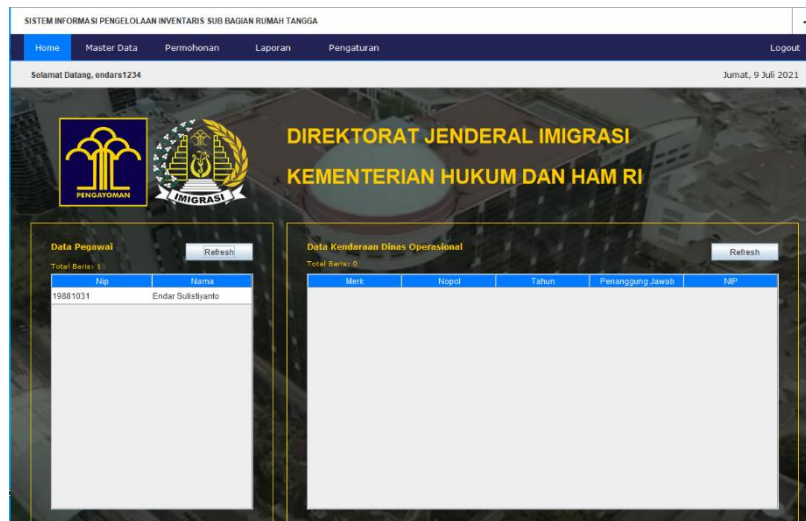 SISTEM INFORMASI PENGELOLAAN INVENTARIS SUB BAGIAN RUMAH TANGGA
Home Master Data Permohonan Laporan Pengaturan Logout
Selamat Datang, endars1234 Jumat, 9 Juli 2021
DIREKTORAT JENDERAL IMIGRASI
KEMENTERIAN HUKUM DAN HAM RI
PENGAYOMAN
IMIGRASI
Data Pegawai Refresh
Total Baris: 1
Nip Nama
19881031 Endar Sulistiyanto
Data Kendaraan Dinas Operasional Refresh
Total Baris: 0
Merk Nopol Tahun Penanggung Jawab NIP